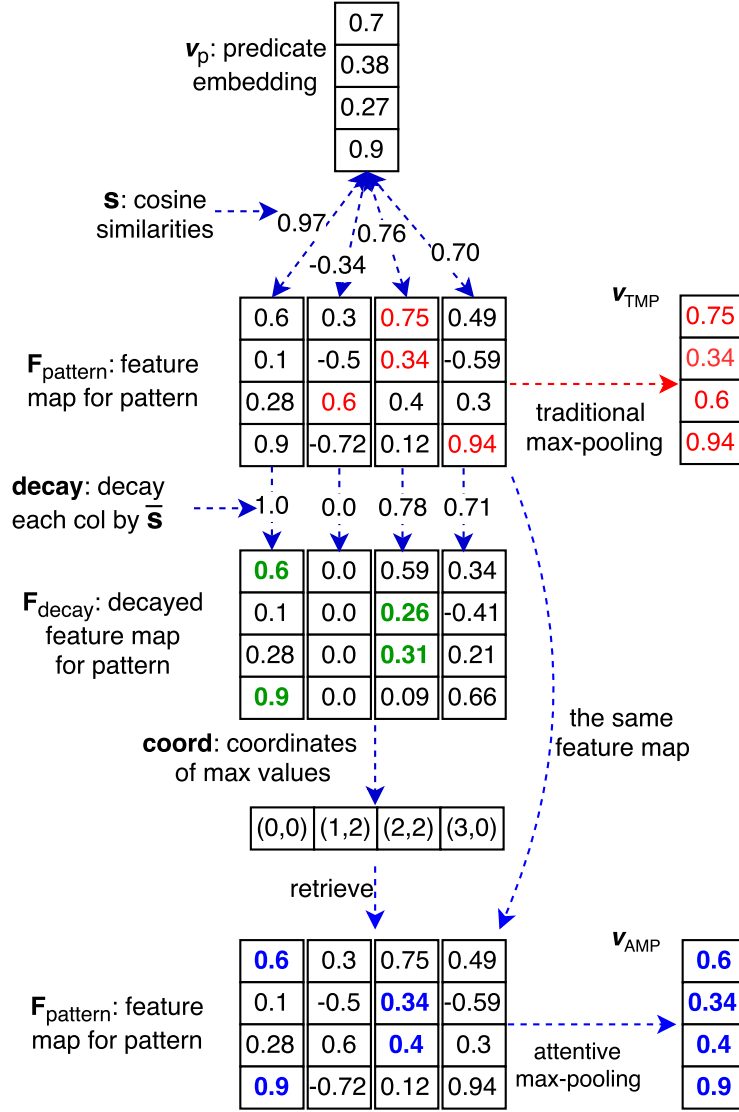 0.7
v_p: predicate
embedding
0.38
0.27
0.9
s: cosine
similarities
0.97
-0.34
0.76
0.70
v_TMP
0.6 0.3 0.75 0.49
0.1 -0.5 0.34 -0.59
0.28 0.6 0.4 0.3
0.9 -0.72 0.12 0.94
F_pattern: feature
map for pattern
traditional
max-pooling
0.75
0.34
0.6
0.94
decay: decay
each col by s̅
1.0 0.0 0.78 0.71
0.6 0.0 0.59 0.34
0.1 0.0 0.26 -0.41
0.28 0.0 0.31 0.21
0.9 0.0 0.09 0.66
F_decay: decayed
feature map
for pattern
the same
feature map
coord: coordinates
of max values
(0,0) (1,2) (2,2) (3,0)
retrieve
v_AMP
0.6 0.3 0.75 0.49
0.1 -0.5 0.34 -0.59
0.28 0.6 0.4 0.3
0.9 -0.72 0.12 0.94
F_pattern: feature
map for pattern
attentive
max-pooling
0.6
0.34
0.4
0.9